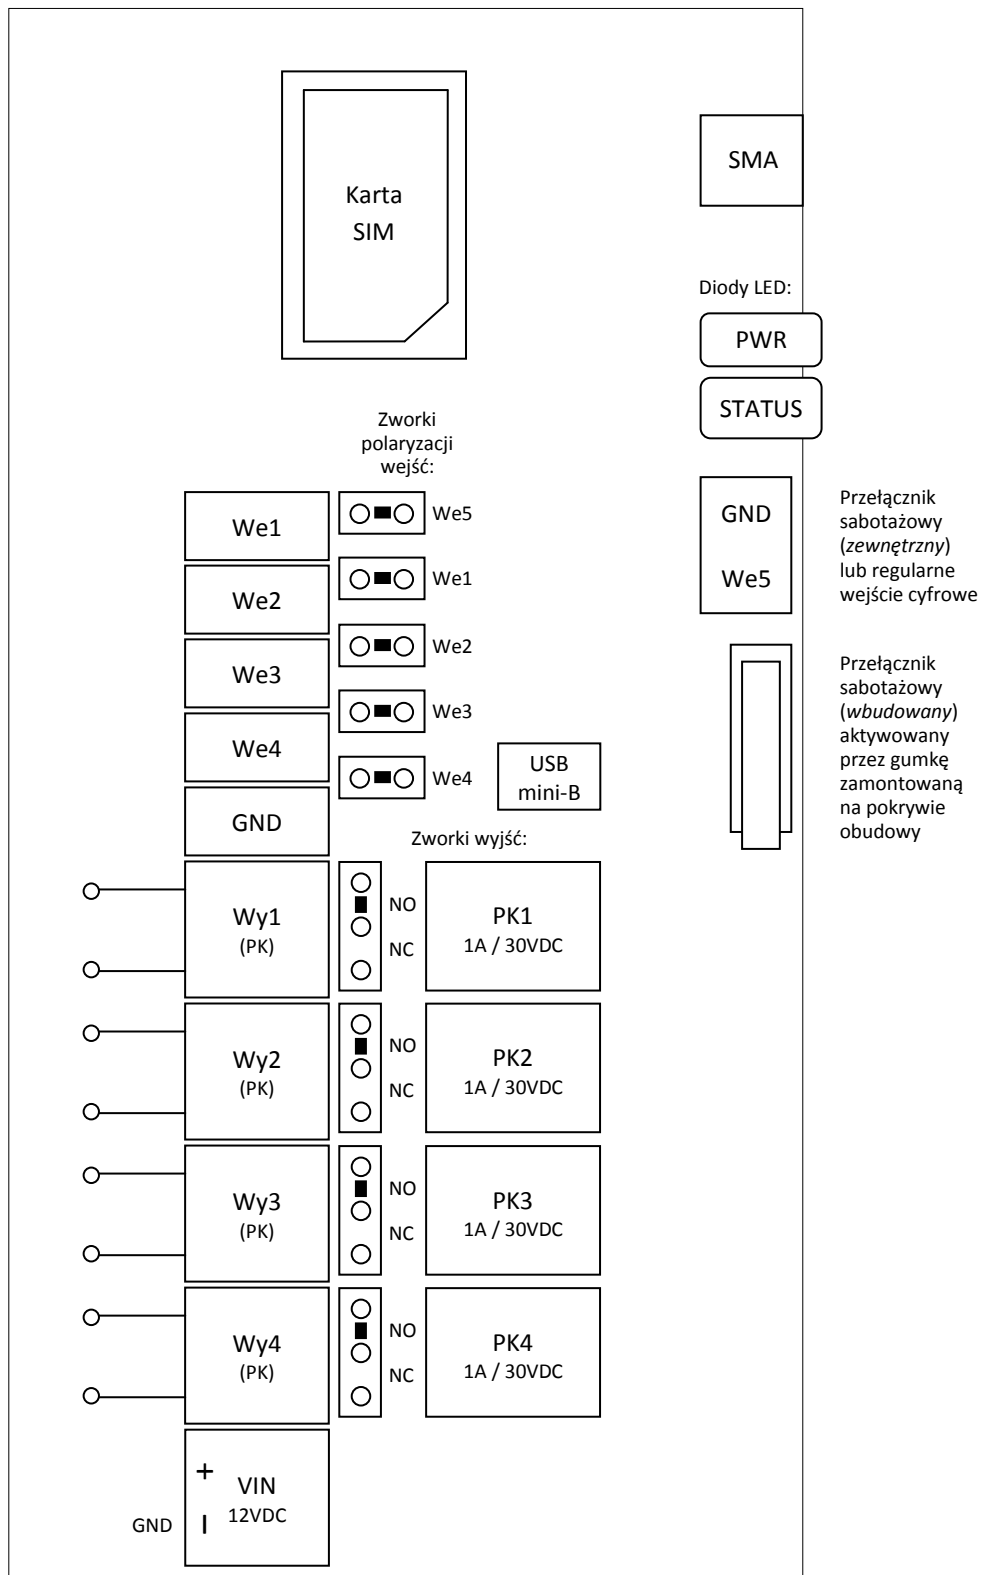 Karta
SIM
SMA
Diody LED:
PWR
STATUS
Zworki
polaryzacji
wejść:
We1
We5
GND
We5
Przełącznik
sabotażowy
(zewnętrzny)
lub regularne
wejście cyfrowe
We2
We1
We3
We2
We4
We3
GND
We4
USB
mini-B
Przełącznik
sabotażowy
(wbudowany)
aktywowany
przez gumkę
zamontowaną
na pokrywie
obudowy
Zworki wyjść:
Wy1
(PK)
NO
NC
PK1
1A / 30VDC
Wy2
(PK)
NO
NC
PK2
1A / 30VDC
Wy3
(PK)
NO
NC
PK3
1A / 30VDC
Wy4
(PK)
NO
NC
PK4
1A / 30VDC
+
VIN
12VDC
GND
–